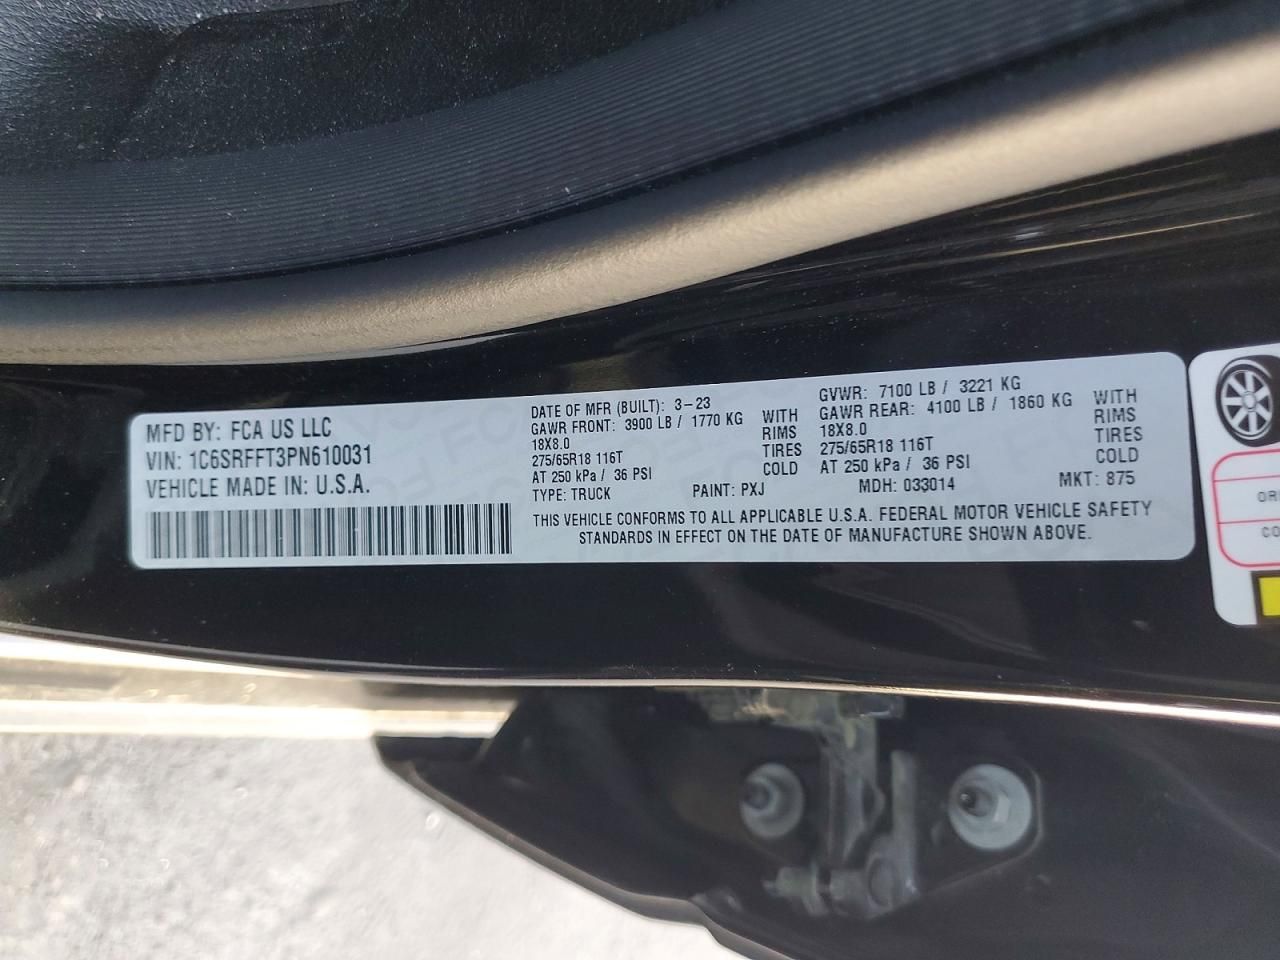 MFD BY: FCA US LLC
VIN: 1C6SRFFT3PN610031
VEHICLE MADE IN: U.S.A.
DATE OF MFR (BUILT): 3-23
GAWR FRONT: 3900 LB / 1770 KG WITH
18X8.0 RIMS
275/65R18 116T TIRES
AT 250 kPa / 36 PSI COLD
GVWR: 7100 LB / 3221 KG
GAWR REAR: 4100 LB / 1860 KG WITH
18X8.0 RIMS
275/65R18 116T TIRES
AT 250 kPa / 36 PSI COLD
TYPE: TRUCK PAINT: PXJ MDH: 033014 MKT: 875
THIS VEHICLE CONFORMS TO ALL APPLICABLE U.S.A. FEDERAL MOTOR VEHICLE SAFETY
STANDARDS IN EFFECT ON THE DATE OF MANUFACTURE SHOWN ABOVE.